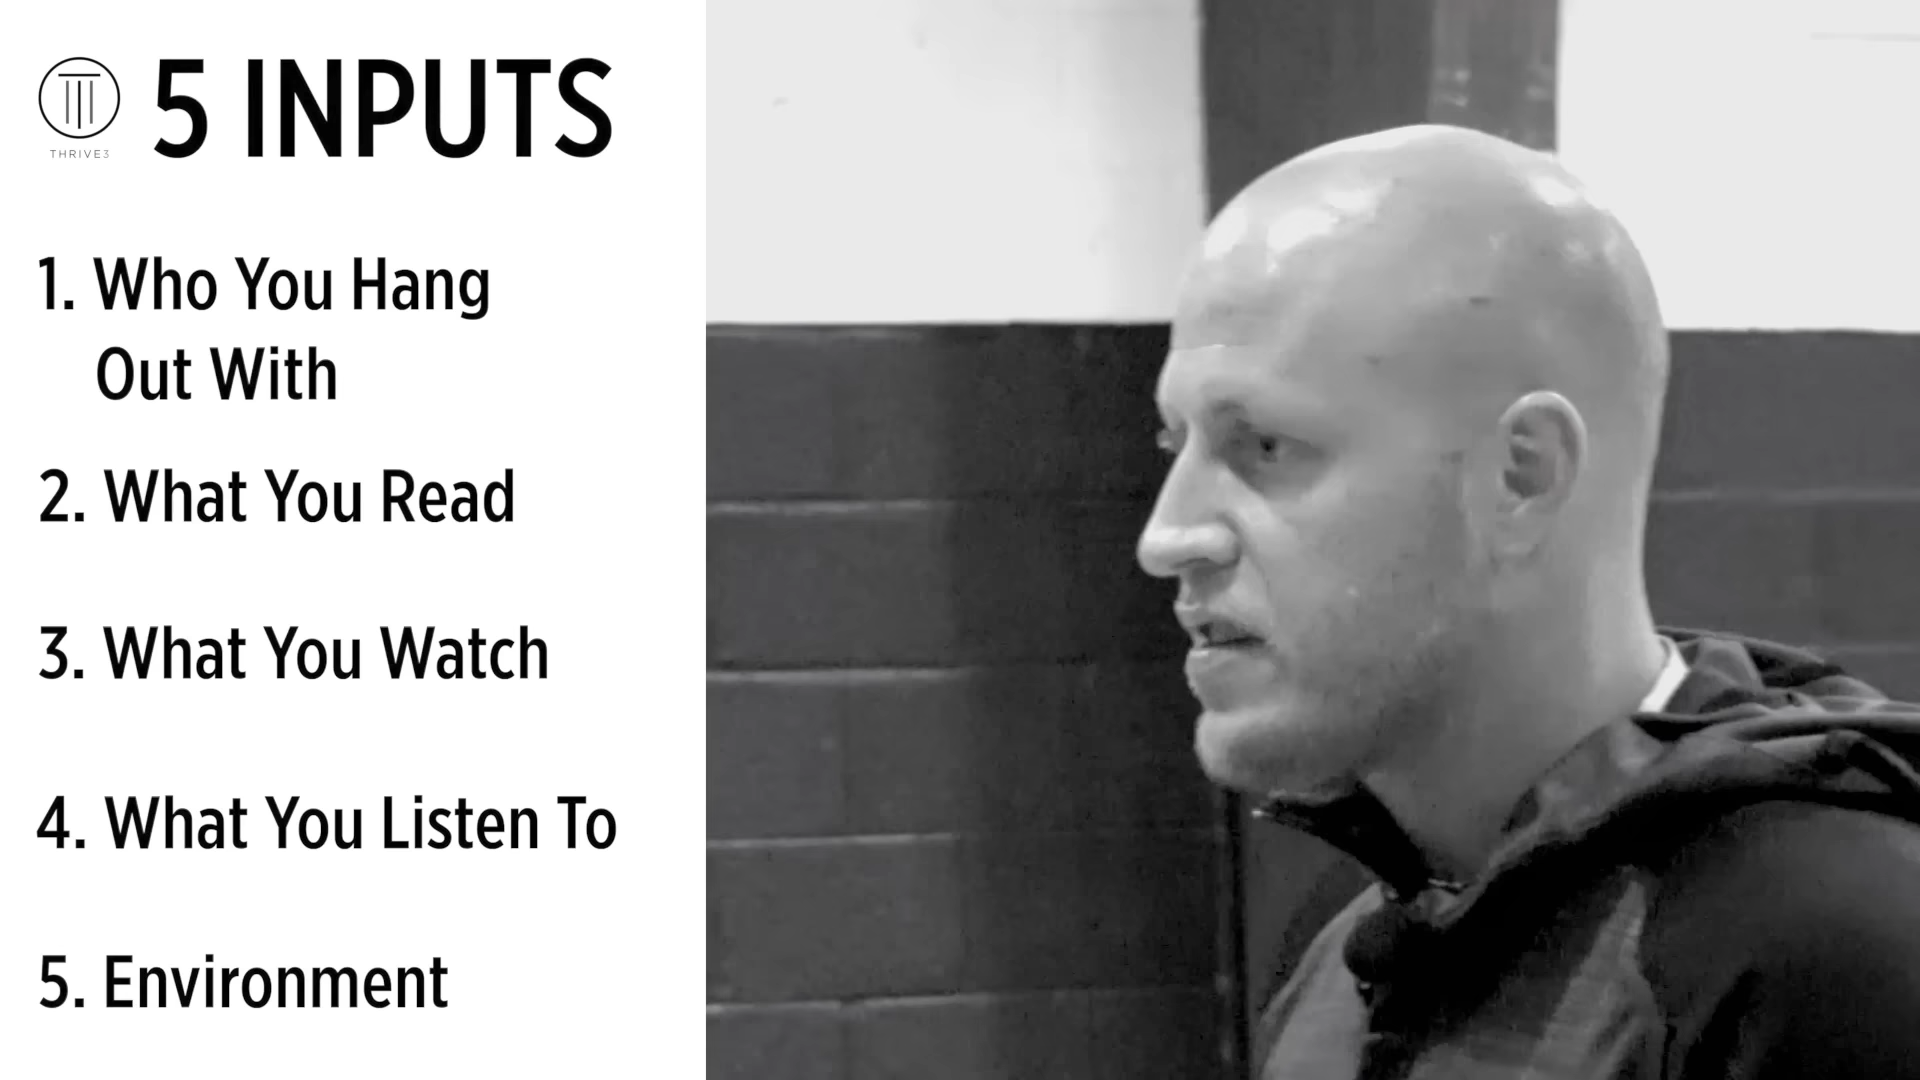 5 INPUTS
THRIVE3
1. Who You Hang
Out With
2. What You Read
3. What You Watch
4. What You Listen To
5. Environment